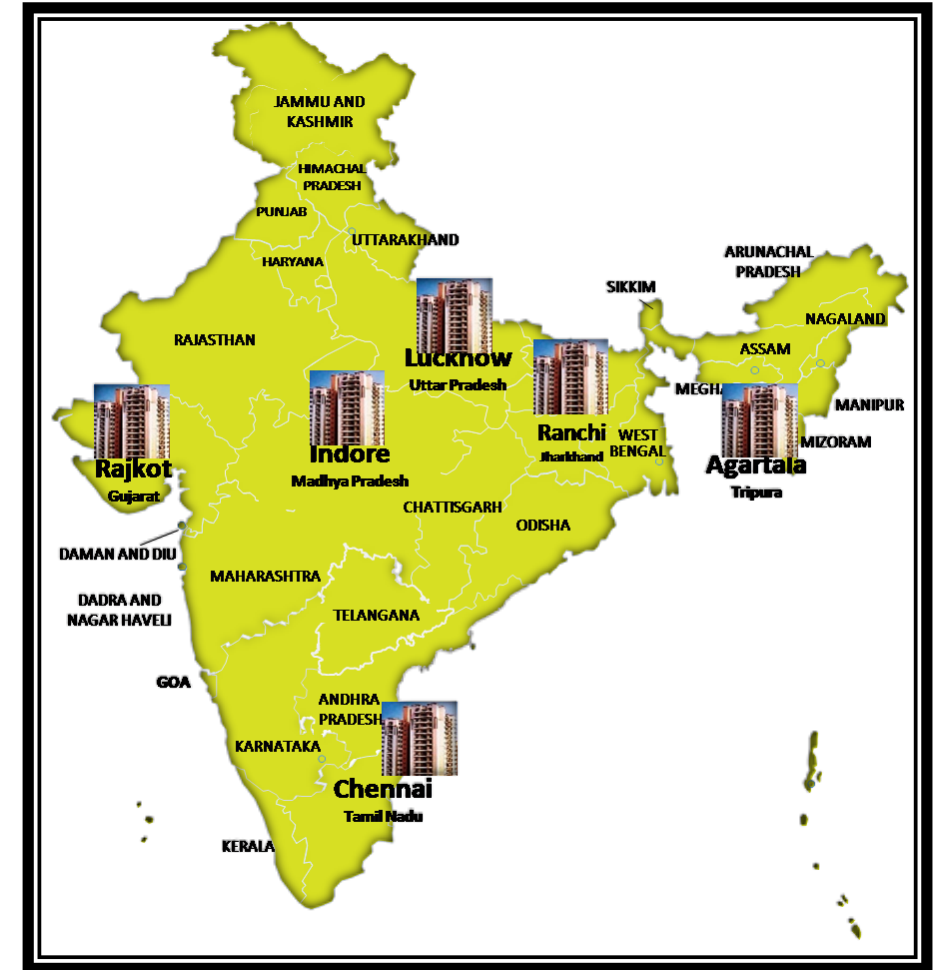 JAMMU AND
KASHMIR
HIMACHAL
PRADESH
PUNJAB
UTTARAKHAND
HARYANA
ARUNACHAL
PRADESH
SIKKIM
NAGALAND
RAJASTHAN
ASSAM
Lucknow
Uttar Pradesh
MEGHA
MANIPUR
Ranchi
Jharkhand
WEST
BENGAL
MIZORAM
Indore
Madhya Pradesh
Rajkot
Gujarat
Agartala
Tripura
CHATTISGARH
ODISHA
DAMAN AND DIU
MAHARASHTRA
DADRA AND
NAGAR HAVELI
TELANGANA
GOA
ANDHRA
PRADESH
KARNATAKA
Chennai
Tamil Nadu
KERALA